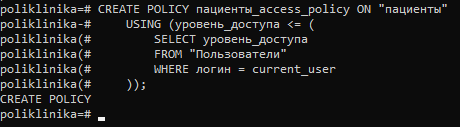 poliklinika=# CREATE POLICY пациенты_access_policy ON "пациенты"
poliklinika-#     USING (уровень_доступа <= (
poliklinika(#         SELECT уровень_доступа
poliklinika(#         FROM "Пользователи"
poliklinika(#         WHERE логин = current_user
poliklinika(#     ));
CREATE POLICY
poliklinika=#